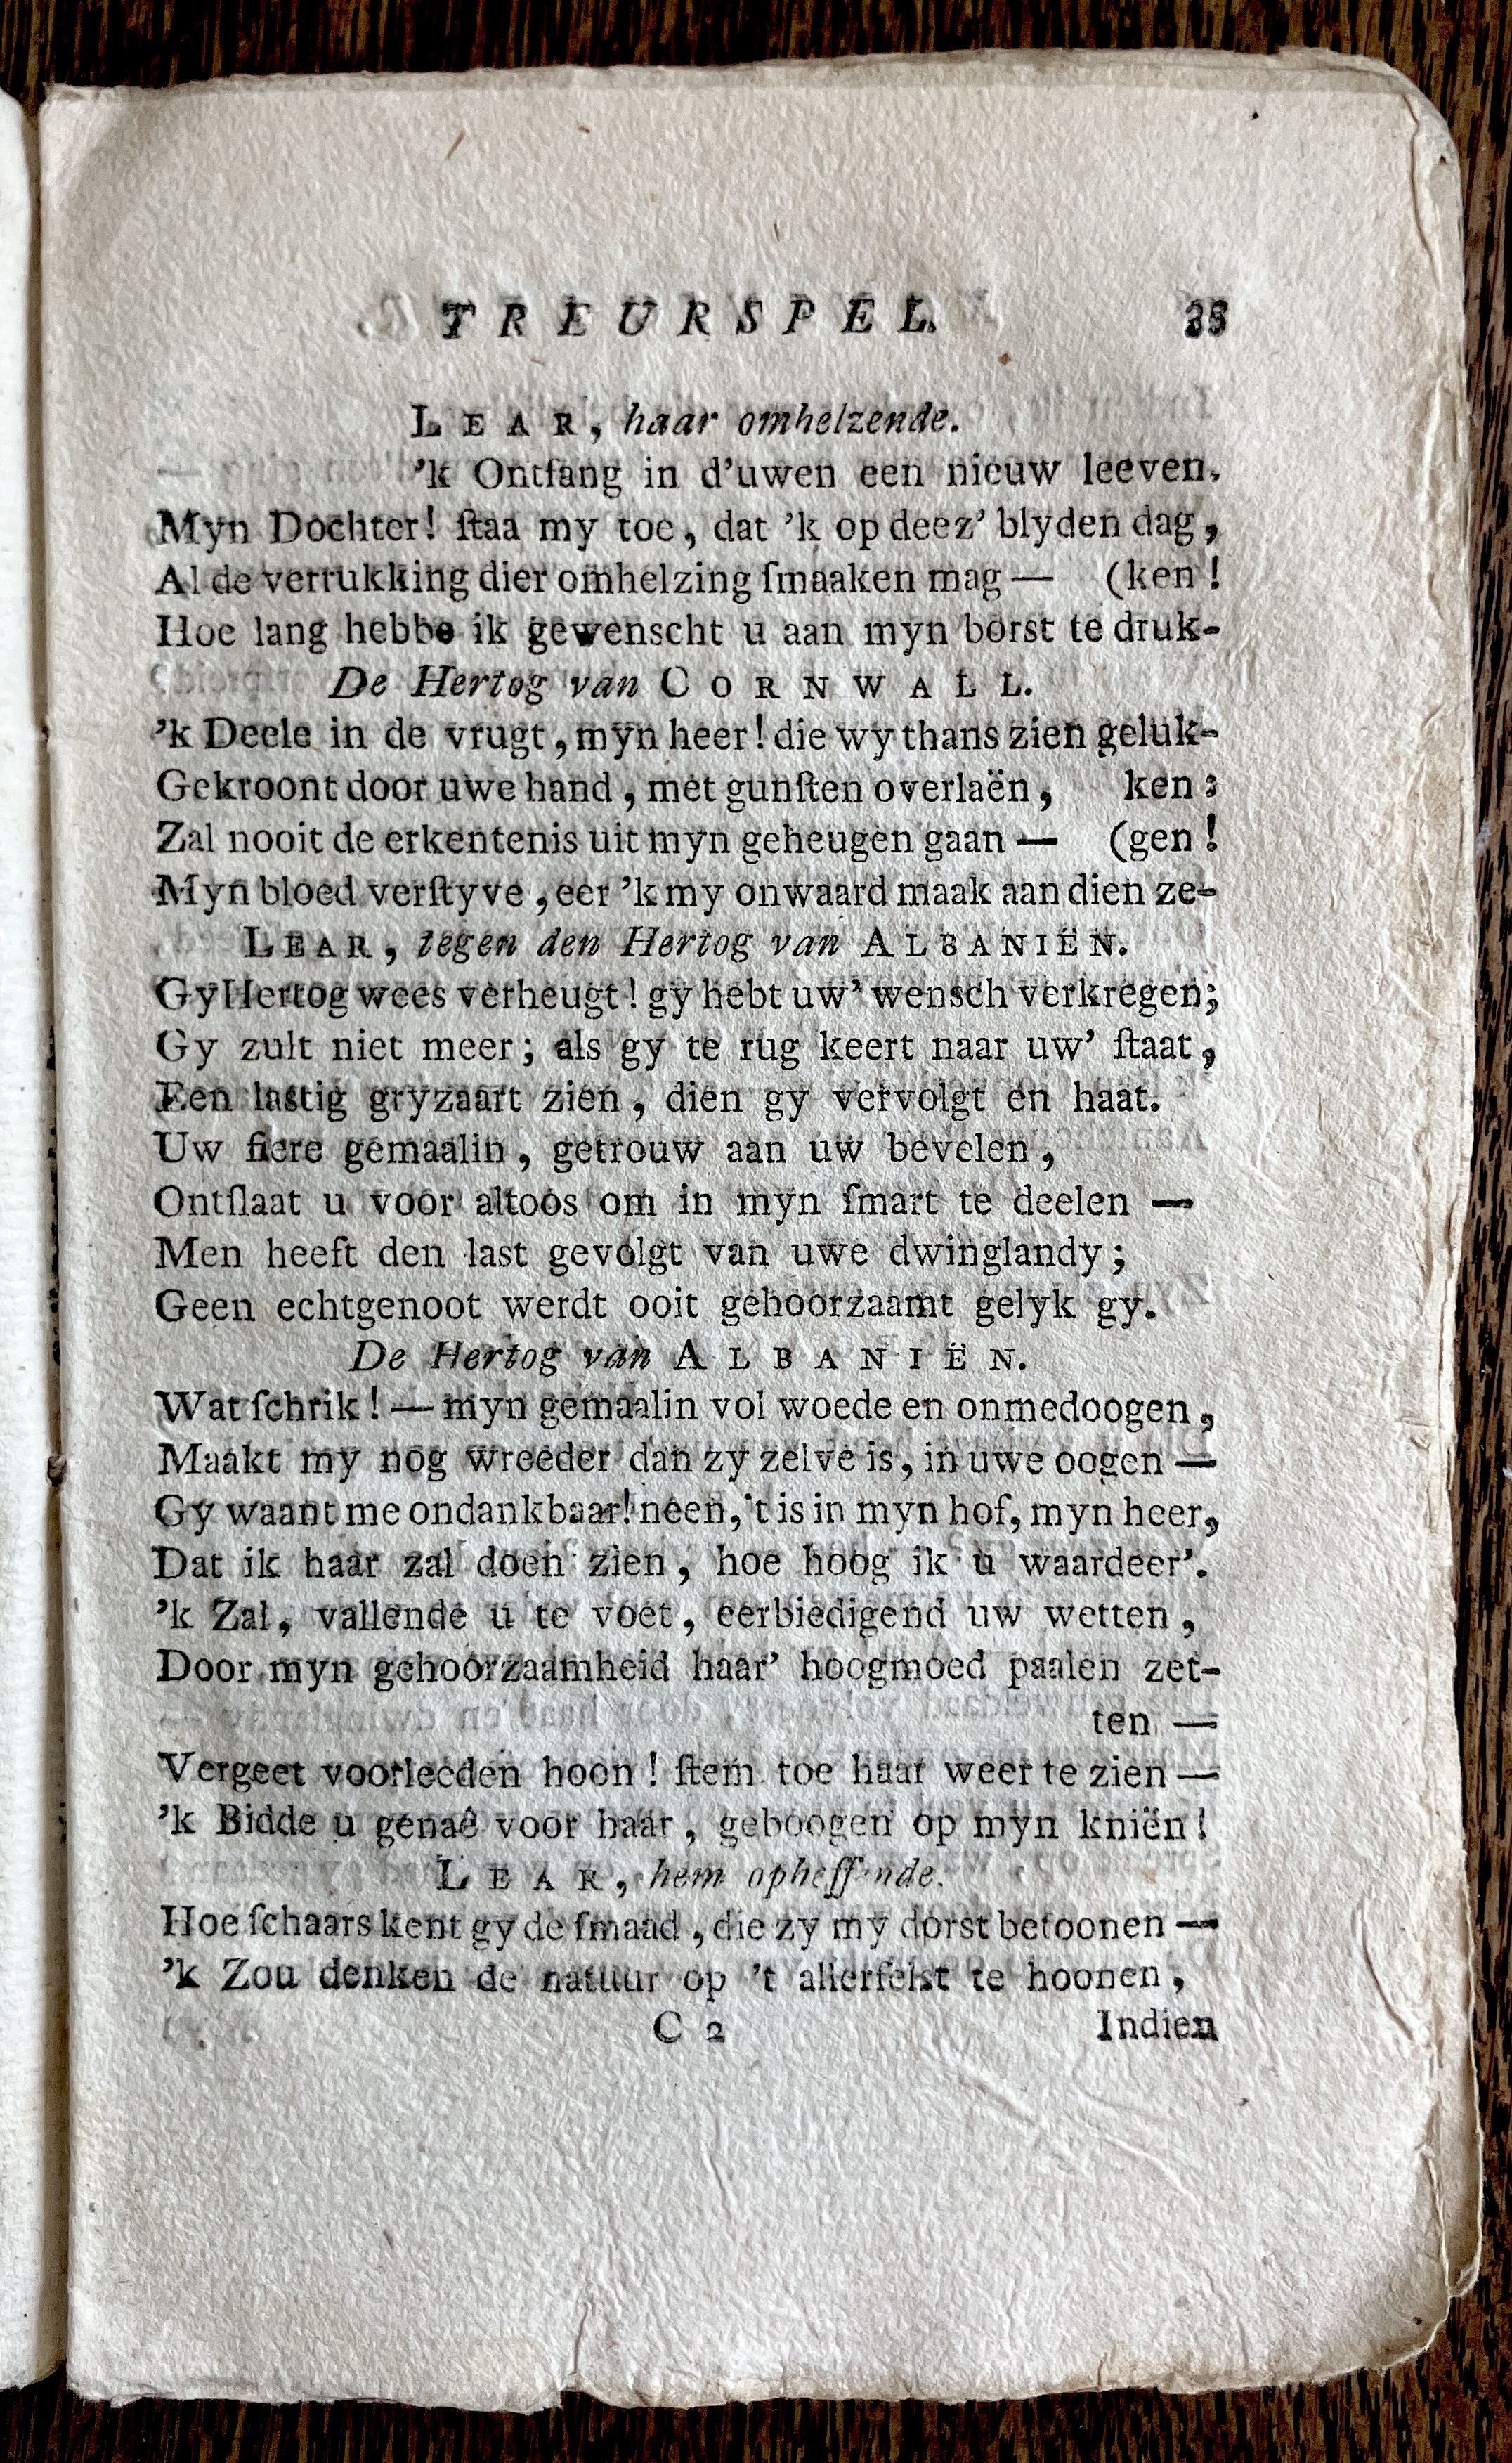 TREURSPEL. 35
LEAR, haar omhelzende.
'k Ontfang in d'uwen een nieuw leeven.
Myn Dochter! ſtaa my toe, dat 'k op deez' blyden dag,
Al de verrukking dier omhelzing ſmaaken mag — (ken!
Hoe lang hebbe ik gewenscht u aan myn borst te druk-
De Hertog van CORNWALL.
'k Deele in de vrugt, myn heer! die wy thans zien geluk-
Gekroont door uwe hand, met gunſten overlaën, ken:
Zal nooit de erkentenis uit myn geheugen gaan — (gen!
Myn bloed verſtyve, eer 'k my onwaard maak aan dien ze-
LEAR, tegen den Hertog van ALBANIËN.
Gy Hertog wees verheugt! gy hebt uw' wensch verkregen;
Gy zult niet meer; als gy te rug keert naar uw' ſtaat,
Een lastig gryzaart zien, dien gy vervolgt en haat.
Uw fiere gemaalin, getrouw aan uw bevelen,
Ontſlaat u voor altoos om in myn ſmart te deelen —
Men heeft den last gevolgt van uwe dwinglandy;
Geen echtgenoot werdt ooit gehoorzaamt gelyk gy.
De Hertog van ALBANIËN.
Wat ſchrik! — myn gemaalin vol woede en onmedoogen,
Maakt my nog wreeder dan zy zelve is, in uwe oogen —
Gy waant me ondankbaar! neen, 't is in myn hof, myn heer,
Dat ik haar zal doen zien, hoe hoog ik u waardeer'.
'k Zal, vallende u te voet, eerbiedigend uw wetten,
Door myn gehoorzaamheid haar' hoogmoed paalen zet-
ten —
Vergeet voorleeden hoon! ſtem toe haar weer te zien —
'k Bidde u genaê voor haar, geboogen op myn kniën!
LEAR, hem opheffende.
Hoe ſchaars kent gy de ſmaad, die zy my dorst betoonen —
'k Zou denken de natuur op 't allerfelst te hoonen,
C 2 Indien